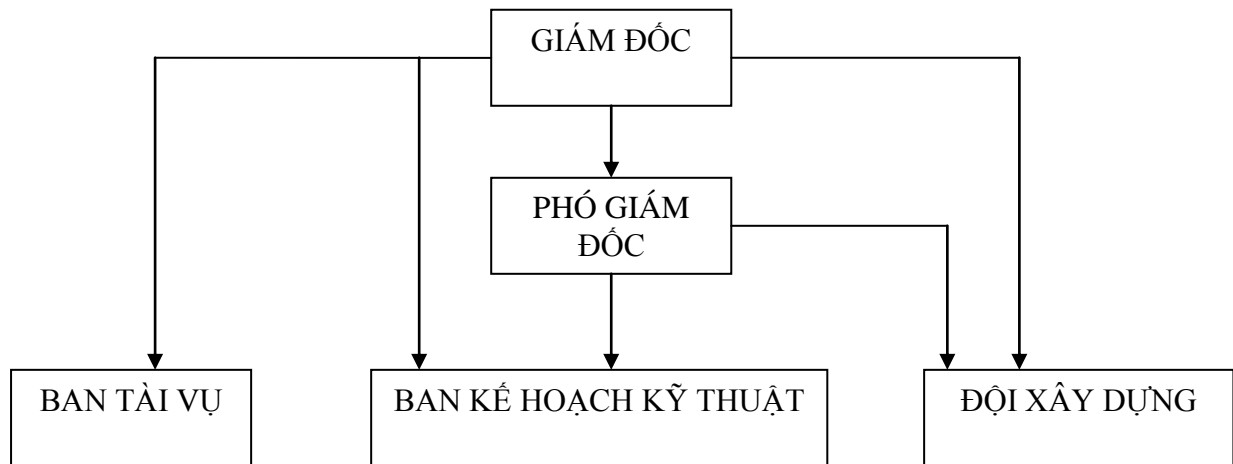 GIÁM ĐỐC
PHÓ GIÁM
ĐỐC
BAN TÀI VỤ
BAN KẾ HOẠCH KỸ THUẬT
ĐỘI XÂY DỰNG